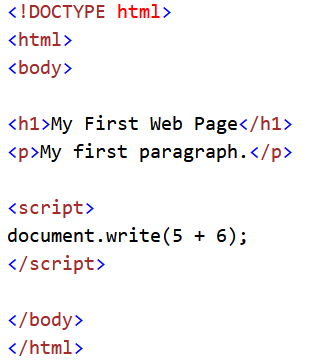 <!DOCTYPE html>
<html>
<body>
<h1>My First Web Page</h1>
<p>My first paragraph.</p>
<script>
document.write(5 + 6);
</script>
</body>
</html>